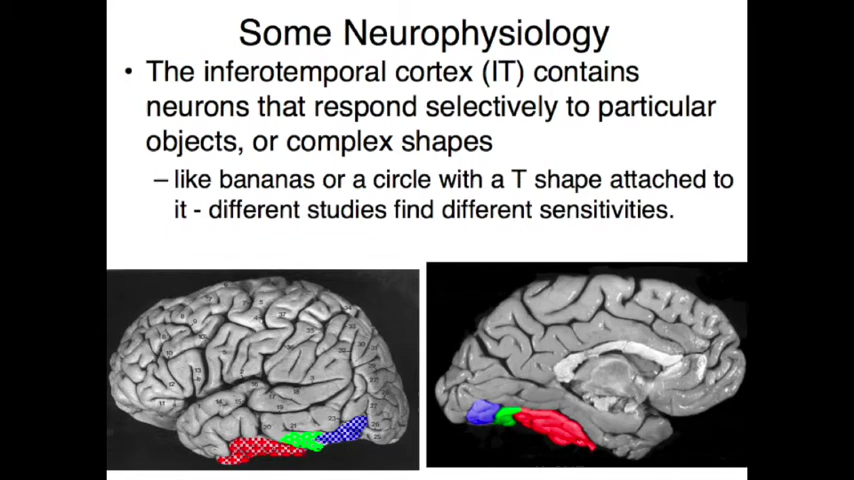 Some Neurophysiology
• The inferotemporal cortex (IT) contains
neurons that respond selectively to particular
objects, or complex shapes
– like bananas or a circle with a T shape attached to
it - different studies find different sensitivities.